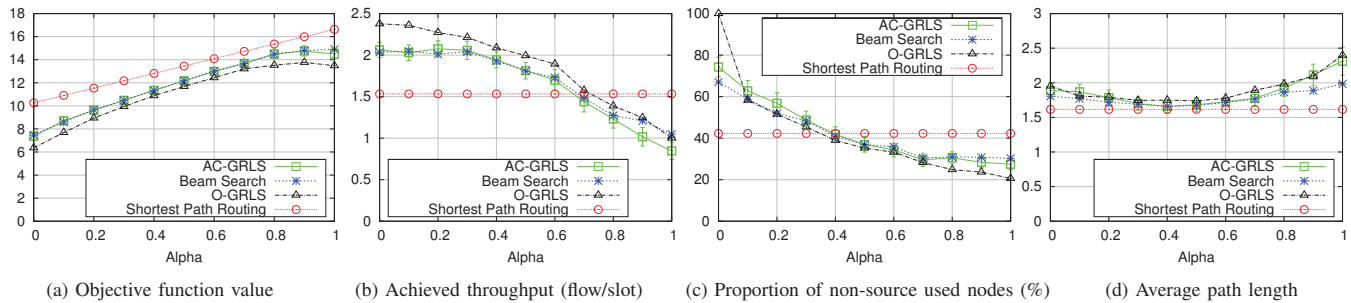 18
16
14
12
10
8
6
4
2
0
AC-GRLS
Beam Search
O-GRLS
Shortest Path Routing
0 0.2 0.4 0.6 0.8 1
Alpha
(a) Objective function value
2.5
2
1.5
1
0.5
0
AC-GRLS
Beam Search
O-GRLS
Shortest Path Routing
0 0.2 0.4 0.6 0.8 1
Alpha
(b) Achieved throughput (flow/slot)
100
80
60
40
20
0
AC-GRLS
Beam Search
O-GRLS
Shortest Path Routing
0 0.2 0.4 0.6 0.8 1
Alpha
(c) Proportion of non-source used nodes (%)
3
2.5
2
1.5
1
0.5
0
AC-GRLS
Beam Search
O-GRLS
Shortest Path Routing
0 0.2 0.4 0.6 0.8 1
Alpha
(d) Average path length